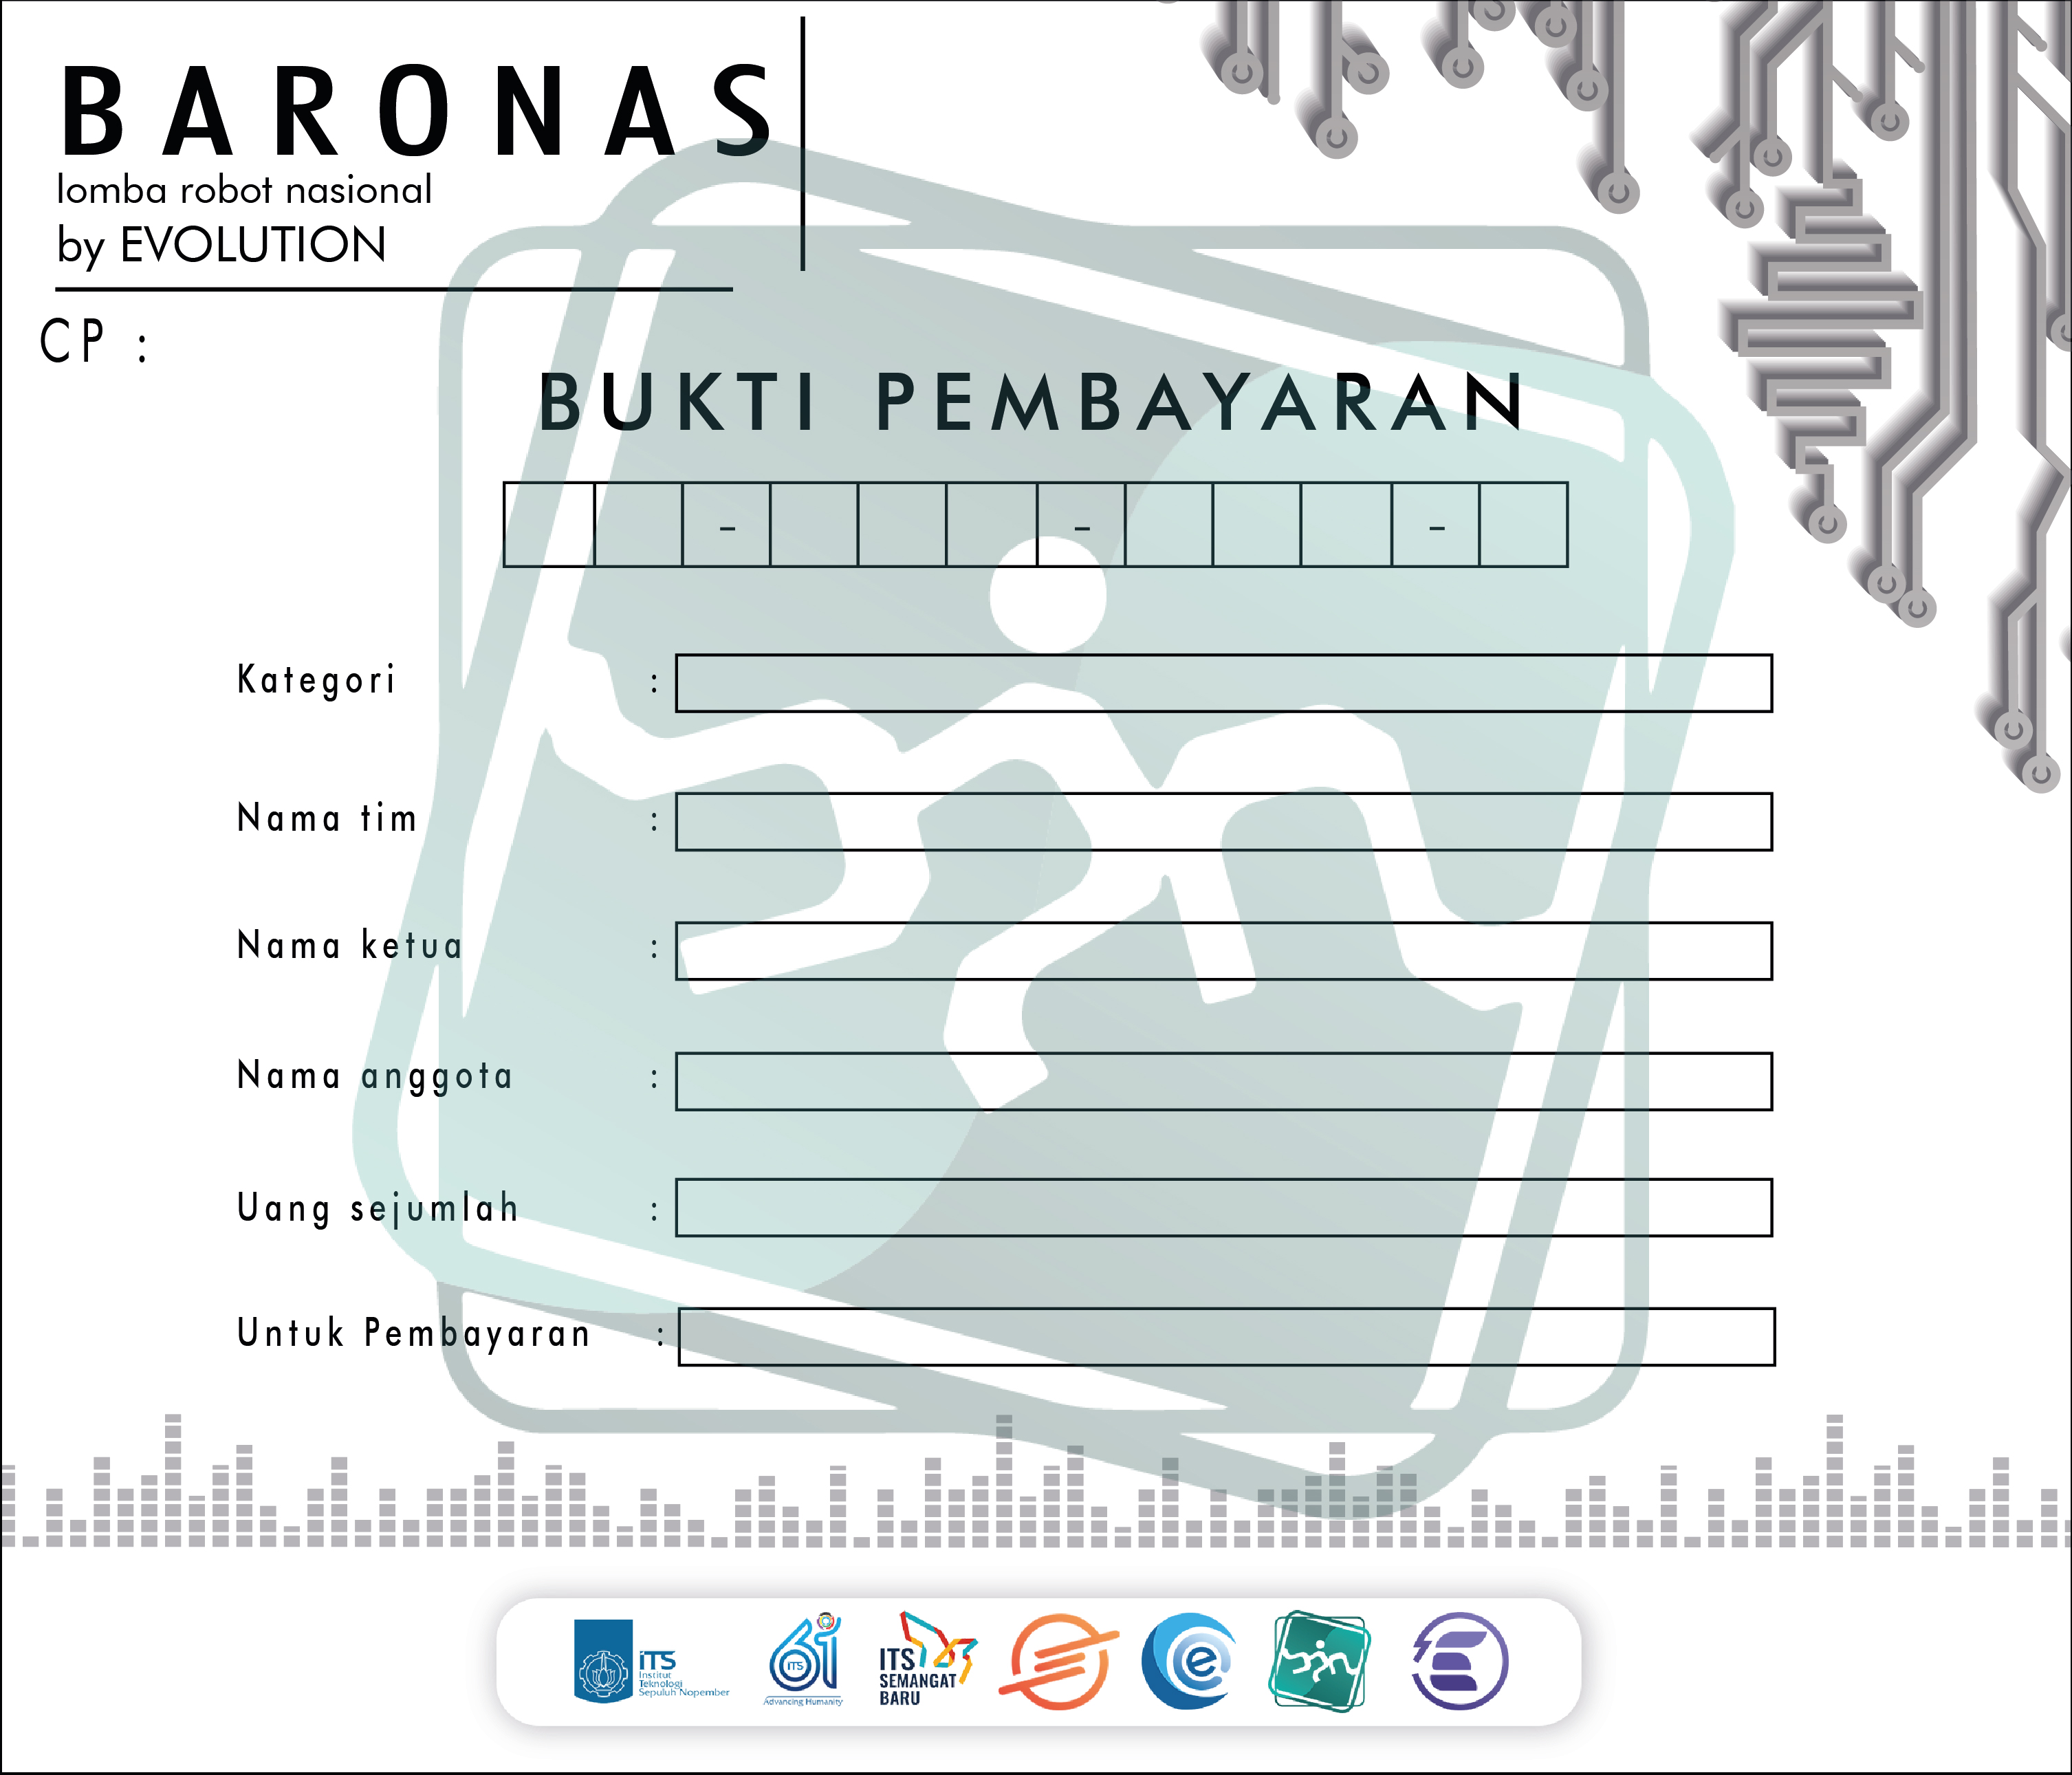 BARONAS
lomba robot nasional
by EVOLUTION
CP :
BUKTI PEMBAYARAN
- - -
Kategori :
Nama tim :
Nama ketua :
Nama anggota :
Uang sejumlah :
Untuk Pembayaran :
ITS
Institut
Teknologi
Sepuluh Nopember
61
ITS
Advancing Humanity
ITS
SEMANGAT
BARU
e